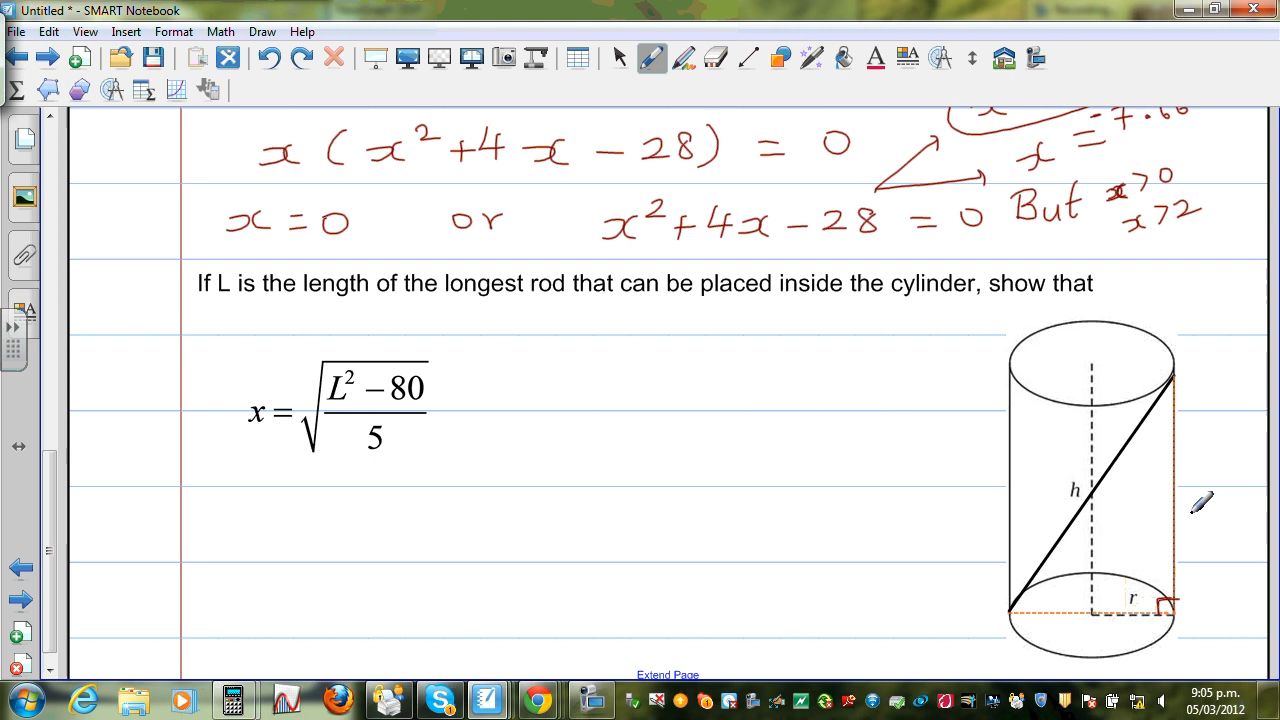 Untitled * - SMART Notebook
File Edit View Insert Format Math Draw Help
x = -7.66
x ( x² + 4x - 28 ) = 0
x = 0 or x² + 4x - 28 = 0 But x > 0
x > 2
If L is the length of the longest rod that can be placed inside the cylinder, show that
x = √((L² − 80)/5)
h
r
Extend Page
9:05 p.m.
05/03/2012